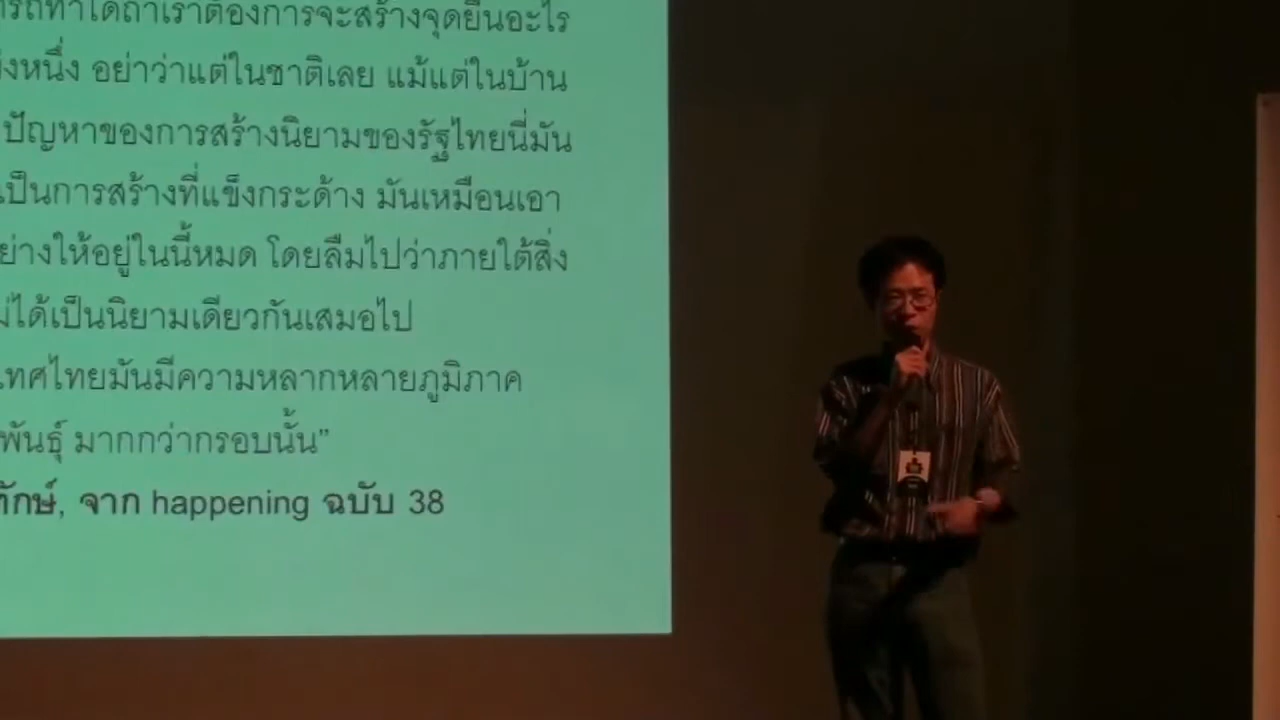 ทำได้ถ้าเราต้องการจะสร้างจุดยืนอะไร
หนึ่ง อย่าว่าแต่ในชาติเลย แม้แต่ในบ้าน
ปัญหาของการสร้างนิยามของรัฐไทยนี่มัน
เป็นการสร้างที่แข็งกระด้าง มันเหมือนเอา
ย่างให้อยู่ในนี้หมด โดยลืมไปว่าภายใต้สิ่ง
ม่ได้เป็นนิยามเดียวกันเสมอไป
เทศไทยมันมีความหลากหลายภูมิภาค
พันธุ์ มากกว่ากรอบนั้น”
ทักษ์, จาก happening ฉบับ 38